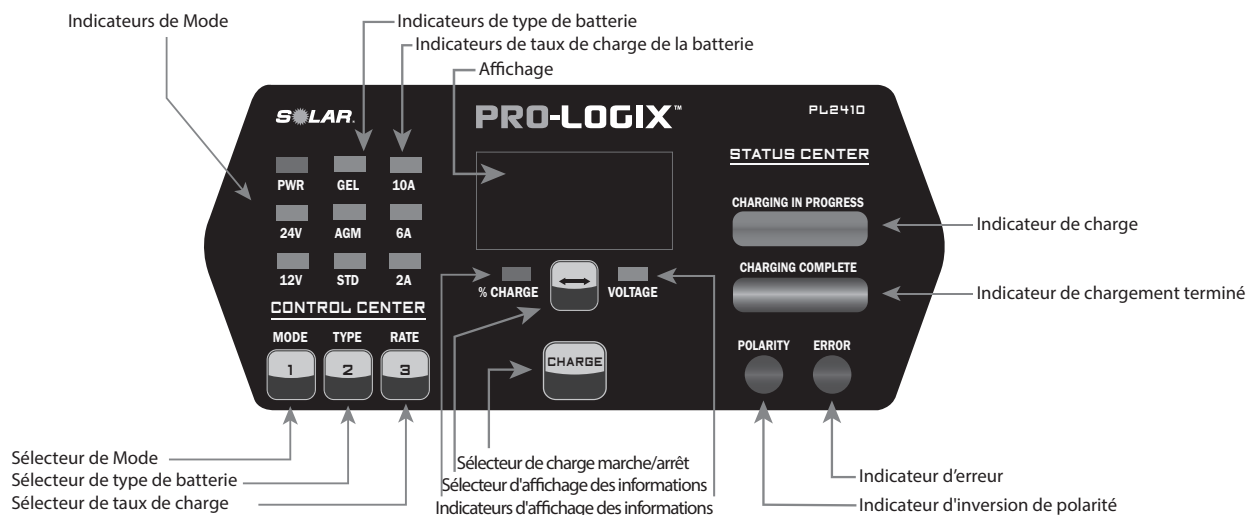 Indicateurs de Mode
Indicateurs de type de batterie
Indicateurs de taux de charge de la batterie
Affichage
SOLAR.
PRO-LOGIX™
PL2410
STATUS CENTER
PWR GEL 10A
24V AGM 6A
12V STD 2A
CHARGING IN PROGRESS
Indicateur de charge
CHARGING COMPLETE
Indicateur de chargement terminé
% CHARGE
VOLTAGE
CONTROL CENTER
MODE TYPE RATE
1 2 3
CHARGE
POLARITY ERROR
Sélecteur de Mode
Sélecteur de type de batterie
Sélecteur de taux de charge
Sélecteur de charge marche/arrêt
Sélecteur d'affichage des informations
Indicateurs d'affichage des informations
Indicateur d’erreur
Indicateur d'inversion de polarité